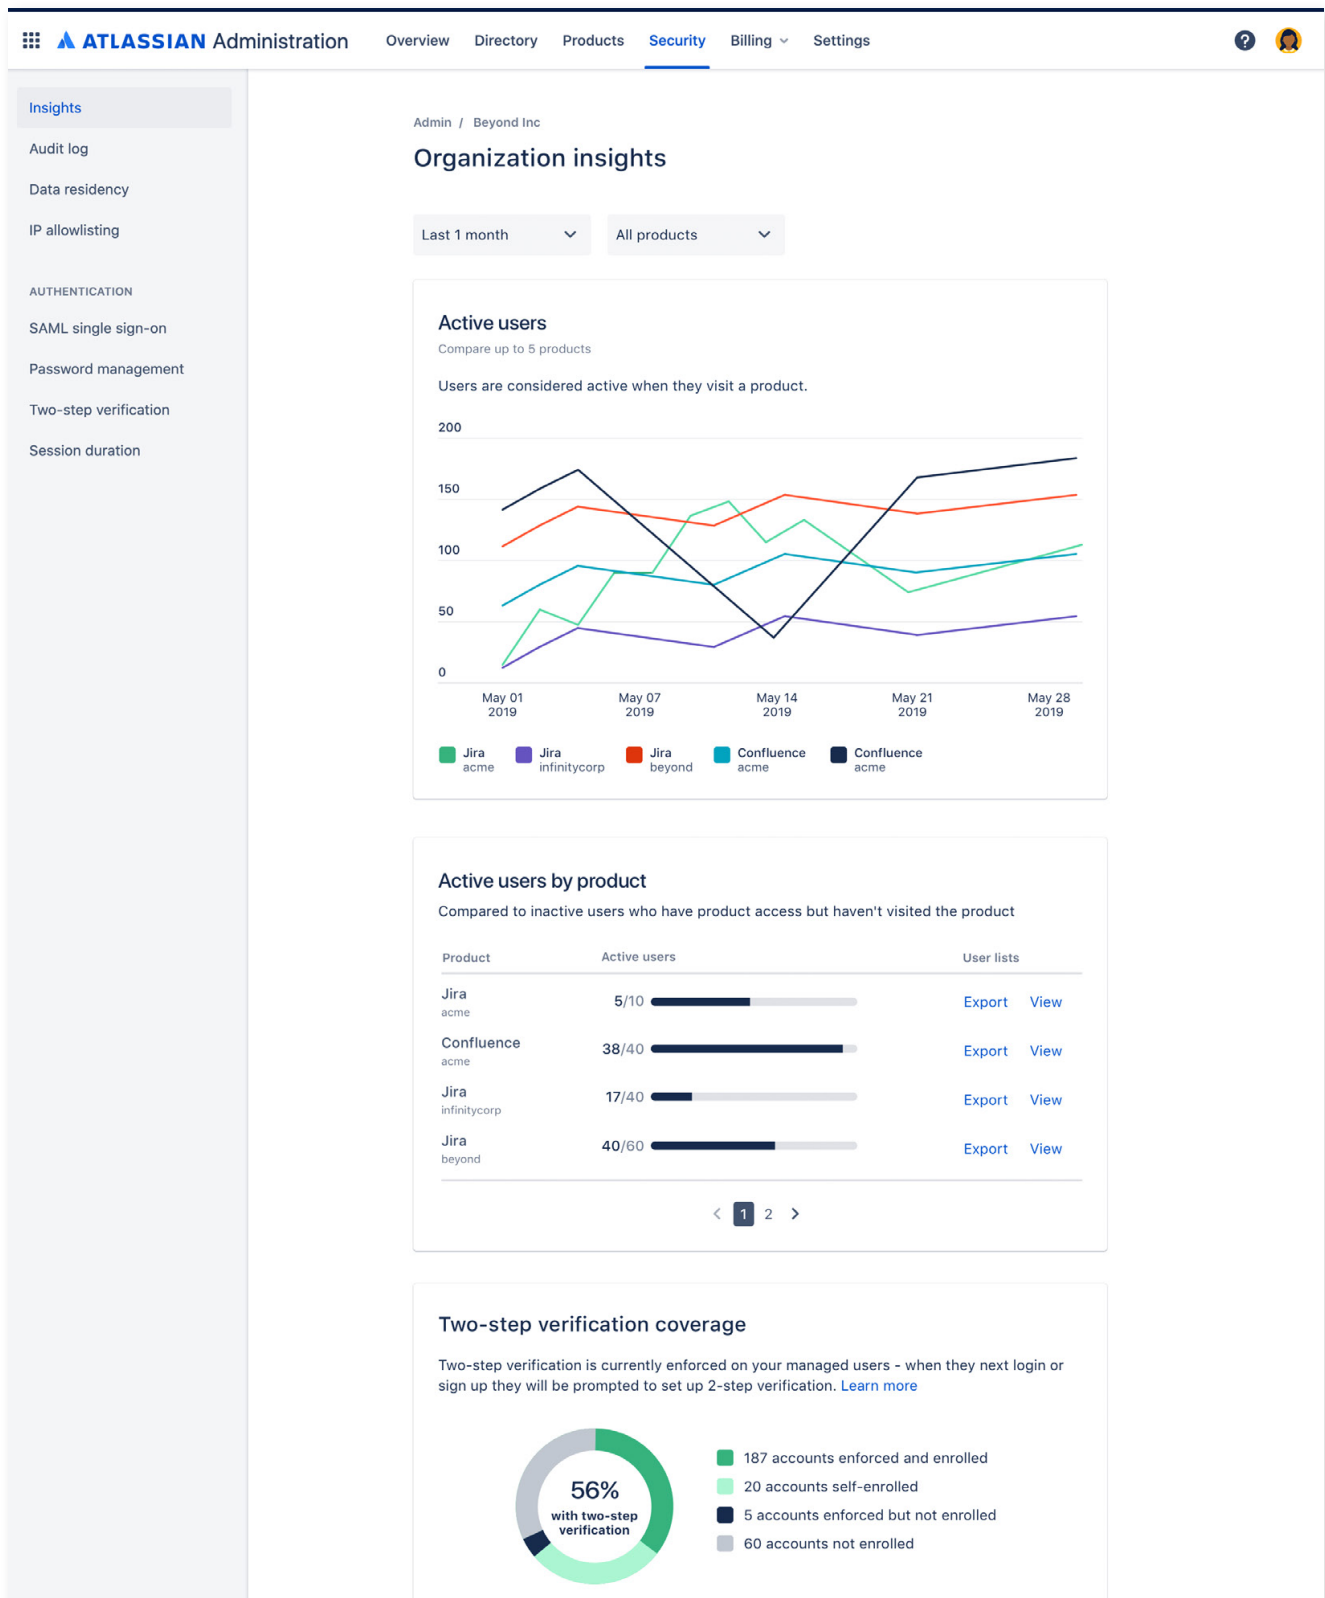 ATLASSIAN Administration Overview Directory Products Security Billing Settings ?
Insights
Audit log
Data residency
IP allowlisting
AUTHENTICATION
SAML single sign-on
Password management
Two-step verification
Session duration
Admin / Beyond Inc
Organization insights
Last 1 month All products
Active users
Compare up to 5 products
Users are considered active when they visit a product.
200
150
100
50
0
May 01 May 07 May 14 May 21 May 28
2019 2019 2019 2019 2019
Jira Jira Jira Confluence Confluence
acme infinitycorp beyond acme acme
Active users by product
Compared to inactive users who have product access but haven't visited the product
Product Active users User lists
Jira
acme
5/10 Export View
Confluence
acme
38/40 Export View
Jira
infinitycorp
17/40 Export View
Jira
beyond
40/60 Export View
< 1 2 >
Two-step verification coverage
Two-step verification is currently enforced on your managed users - when they next login or
sign up they will be prompted to set up 2-step verification. Learn more
56%
with two-step
verification
187 accounts enforced and enrolled
20 accounts self-enrolled
5 accounts enforced but not enrolled
60 accounts not enrolled